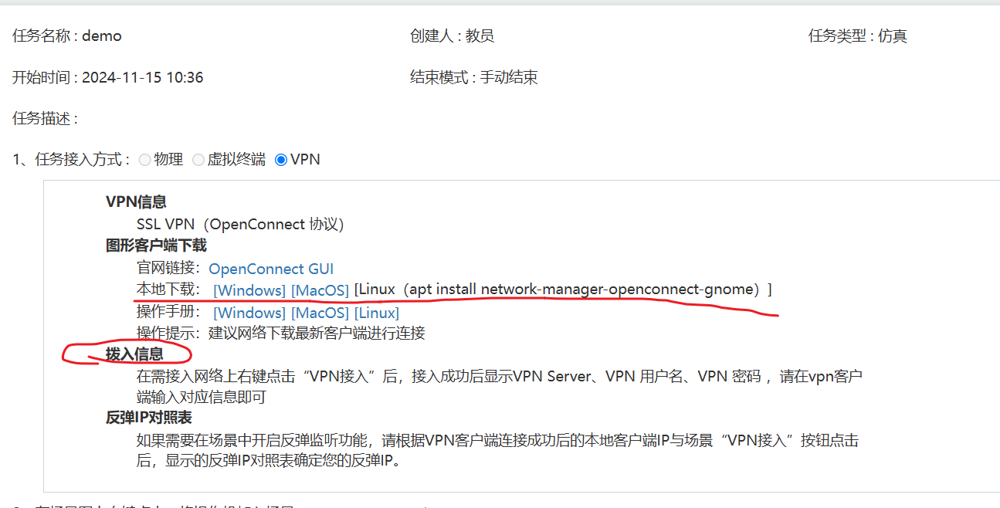 任务名称 : demo 创建人 : 教员 任务类型 : 仿真
开始时间 : 2024-11-15 10:36 结束模式 : 手动结束
任务描述 :
1、任务接入方式 : 物理 虚拟终端 VPN
VPN信息
SSL VPN（OpenConnect 协议）
图形客户端下载
官网链接： OpenConnect GUI
本地下载： [Windows] [MacOS] [Linux（apt install network-manager-openconnect-gnome）]
操作手册： [Windows] [MacOS] [Linux]
操作提示：建议网络下载最新客户端进行连接
拨入信息
在需接入网络上右键点击“VPN接入”后，接入成功后显示VPN Server、VPN 用户名、VPN 密码 ，请在vpn客户
端输入对应信息即可
反弹IP对照表
如果需要在场景中开启反弹监听功能，请根据VPN客户端连接成功后的本地客户端IP与场景“VPN接入”按钮点击
后，显示的反弹IP对照表确定您的反弹IP。